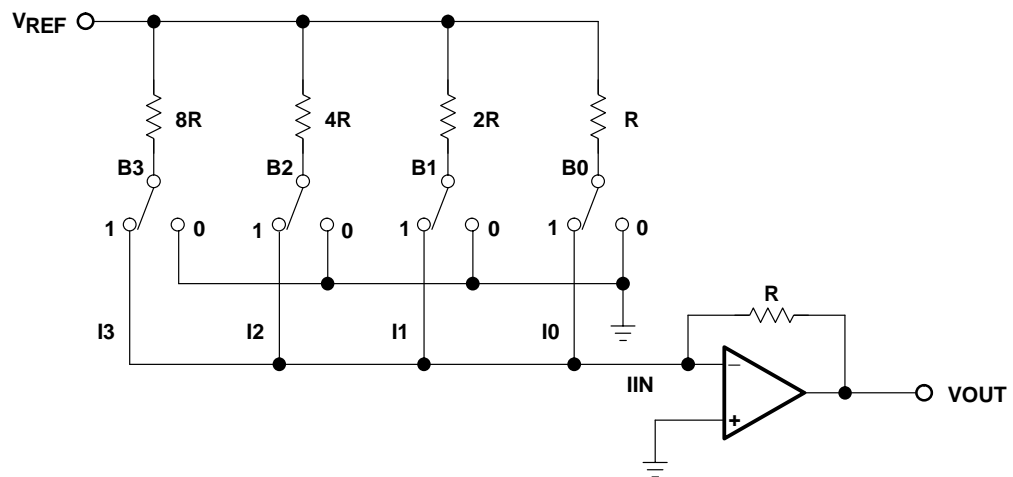 VREF
8R 4R 2R R
B3 B2 B1 B0
1 0 1 0 1 0 1 0
R
I3 I2 I1 I0
IIN
−
+
VOUT